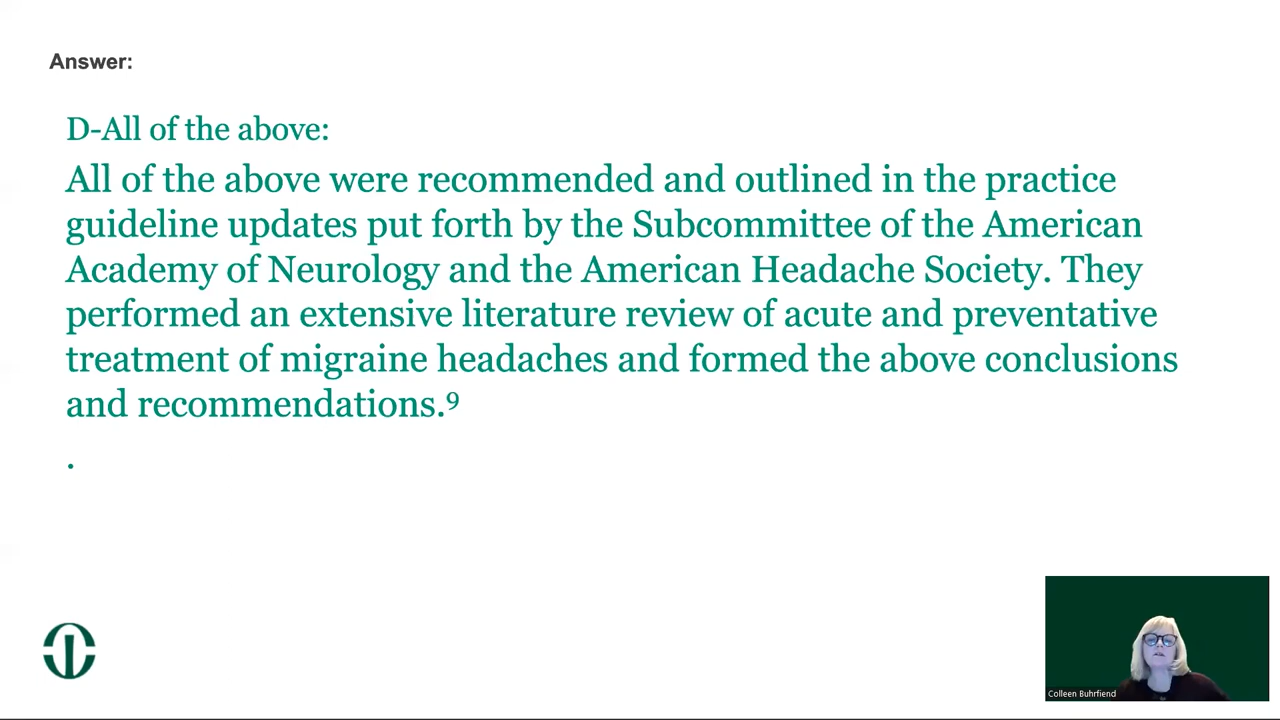 Answer:
D-All of the above:
All of the above were recommended and outlined in the practice
guideline updates put forth by the Subcommittee of the American
Academy of Neurology and the American Headache Society. They
performed an extensive literature review of acute and preventative
treatment of migraine headaches and formed the above conclusions
and recommendations.⁹
.
Colleen Buhrfiend